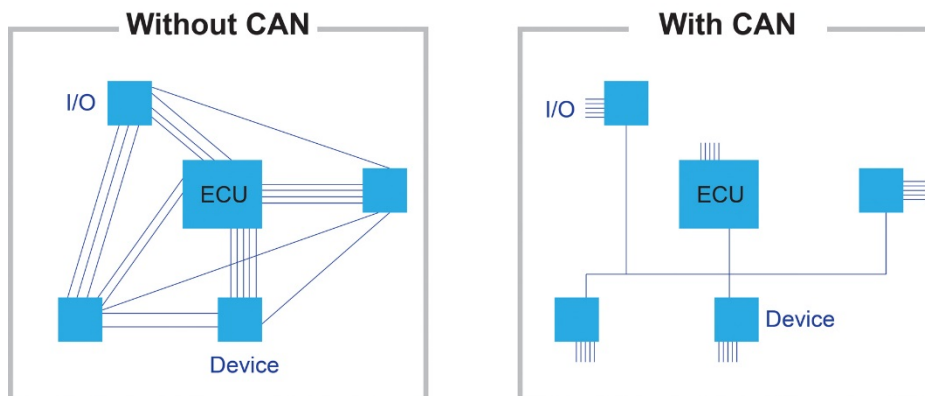 Without CAN
I/O
ECU
Device
With CAN
I/O
ECU
Device